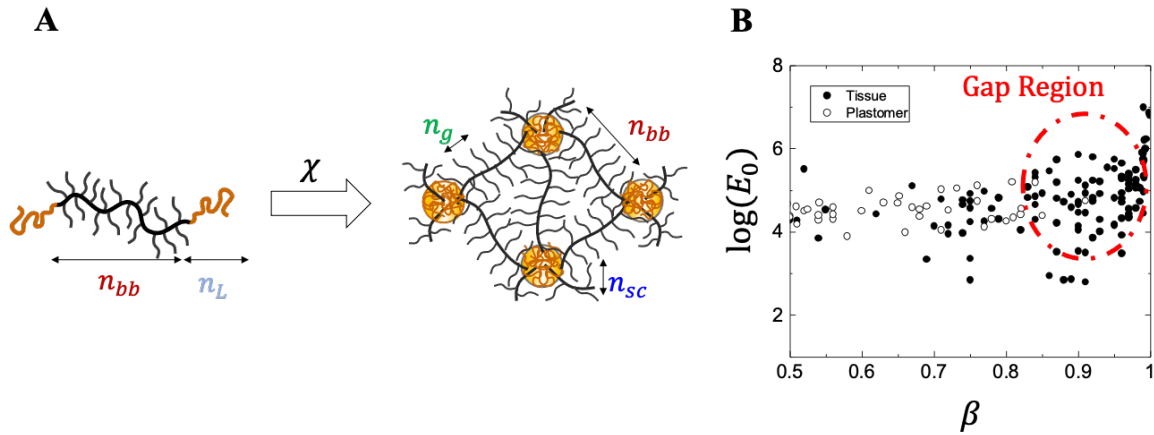 A
n_bb
n_L
χ
n_g
n_bb
n_sc
B
Gap Region
Tissue
Plastomer
log(E_0)
8
6
4
2
0.5
0.6
0.7
0.8
0.9
1
β